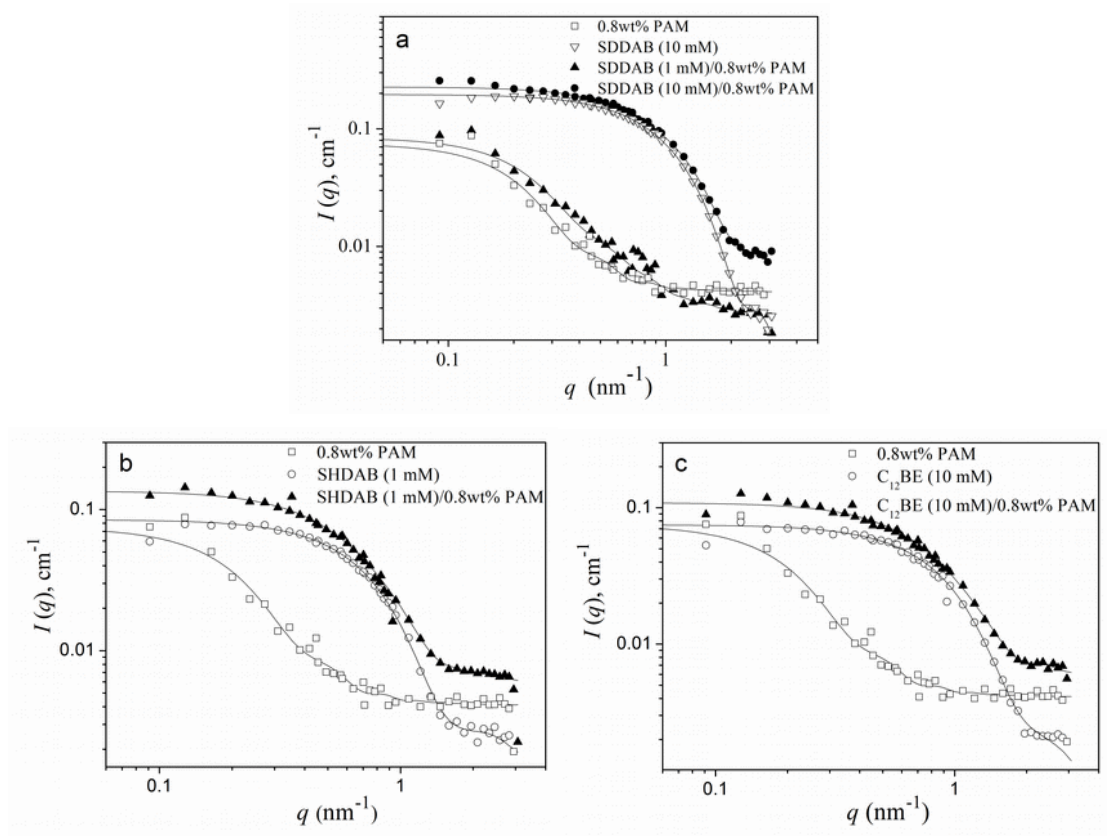 a
0.8wt% PAM
SDDAB (10 mM)
SDDAB (1 mM)/0.8wt% PAM
SDDAB (10 mM)/0.8wt% PAM
I (q), cm⁻¹
0.1
0.01
0.1
1
q (nm⁻¹)
b
0.8wt% PAM
SHDAB (1 mM)
SHDAB (1 mM)/0.8wt% PAM
I (q), cm⁻¹
0.1
0.01
0.1
1
q (nm⁻¹)
c
0.8wt% PAM
C₁₂BE (10 mM)
C₁₂BE (10 mM)/0.8wt% PAM
I (q), cm⁻¹
0.1
0.01
0.1
1
q (nm⁻¹)